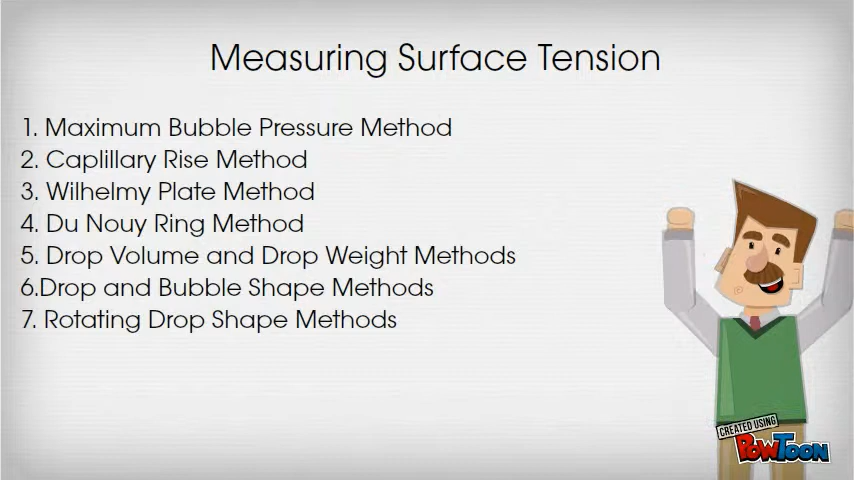 Measuring Surface Tension
1. Maximum Bubble Pressure Method
2. Caplillary Rise Method
3. Wilhelmy Plate Method
4. Du Nouy Ring Method
5. Drop Volume and Drop Weight Methods
6.Drop and Bubble Shape Methods
7. Rotating Drop Shape Methods
CREATED USING
POWTOON